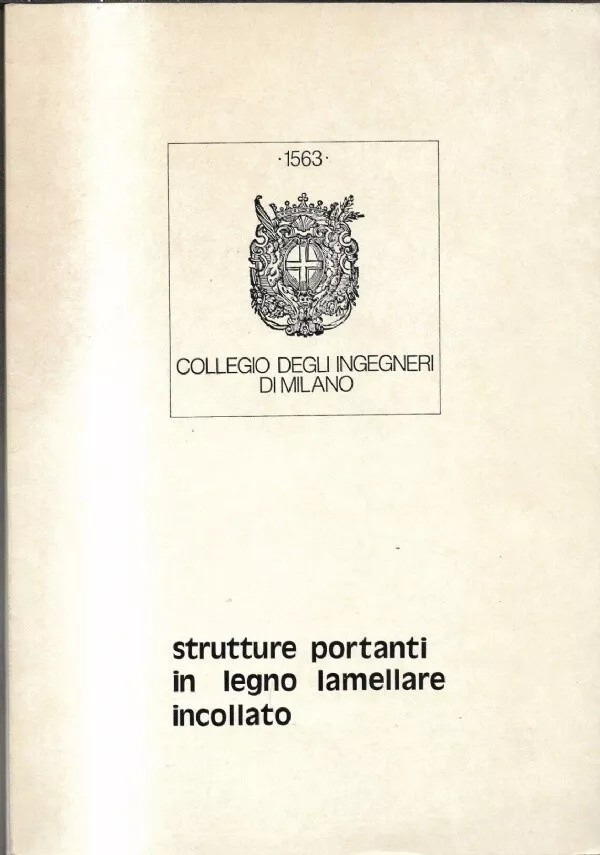 ·1563·
COLLEGIO DEGLI INGEGNERI
DI MILANO
strutture portanti
in legno lamellare
incollato